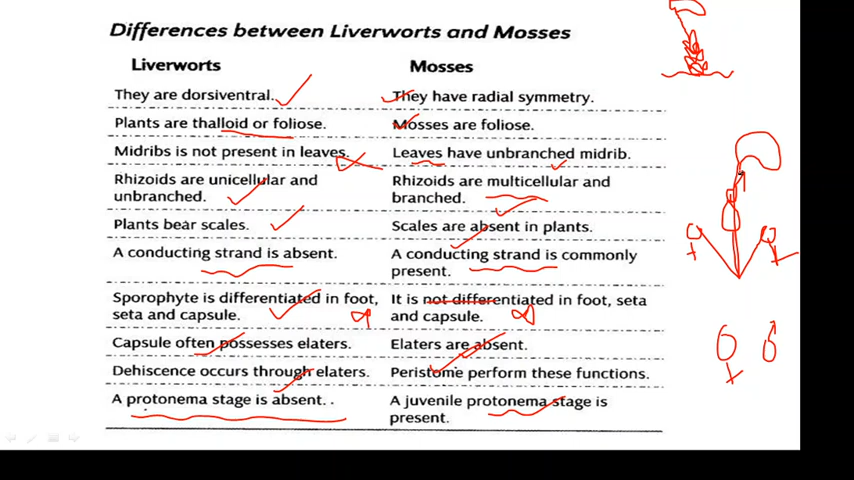 Differences between Liverworts and Mosses
Liverworts Mosses
They are dorsiventral. They have radial symmetry.
Plants are thalloid or foliose. Mosses are foliose.
Midribs is not present in leaves. Leaves have unbranched midrib.
Rhizoids are unicellular and Rhizoids are multicellular and
unbranched. branched.
Plants bear scales. Scales are absent in plants.
A conducting strand is absent. A conducting strand is commonly
present.
Sporophyte is differentiated in foot, It is not differentiated in foot, seta
seta and capsule. and capsule.
Capsule often possesses elaters. Elaters are absent.
Dehiscence occurs through elaters. Peristome perform these functions.
A protonema stage is absent. . A juvenile protonema stage is
present.